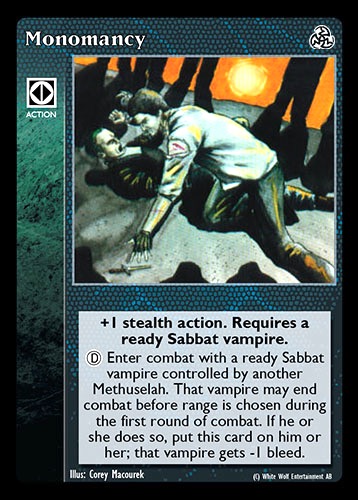 Monomancy
ACTION
+1 stealth action. Requires a
ready Sabbat vampire.
Ⓓ Enter combat with a ready Sabbat
vampire controlled by another
Methuselah. That vampire may end
combat before range is chosen during
the first round of combat. If he or
she does so, put this card on him or
her; that vampire gets -1 bleed.
Illus: Corey Macourek
(C) White Wolf Entertainment AB